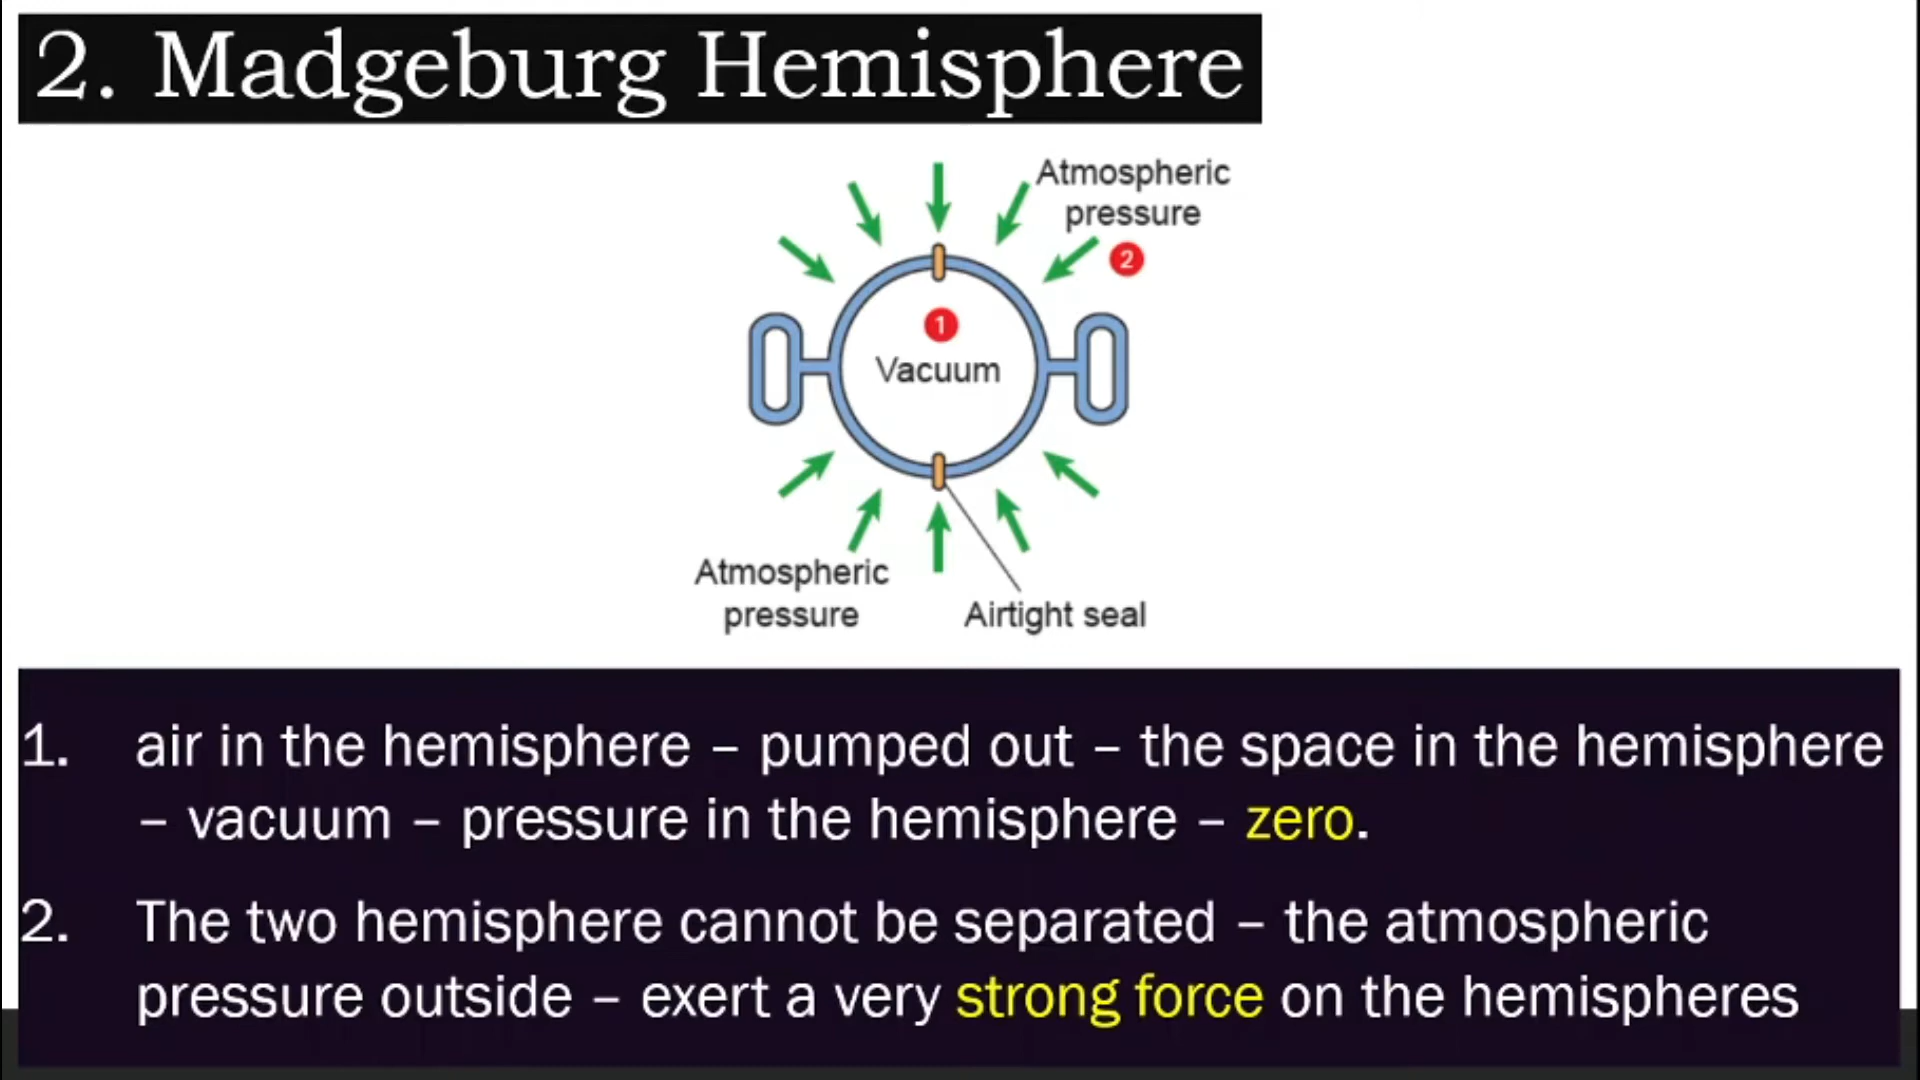 2. Madgeburg Hemisphere
Atmospheric
pressure
2
1
Vacuum
Atmospheric
pressure
Airtight seal
1. air in the hemisphere – pumped out – the space in the hemisphere
– vacuum – pressure in the hemisphere – zero.
2. The two hemisphere cannot be separated – the atmospheric
pressure outside – exert a very strong force on the hemispheres